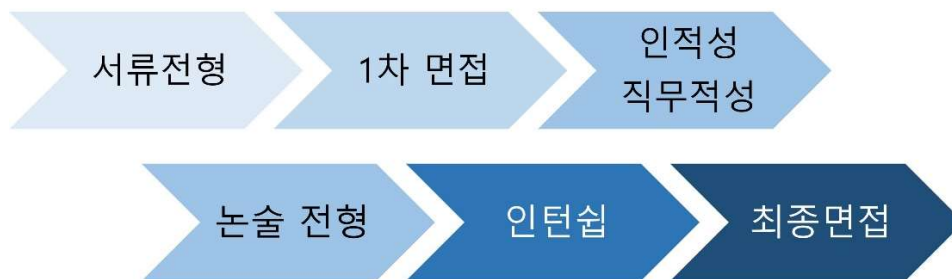 서류전형
1차 면접
인적성
직무적성
논술 전형
인턴쉽
최종면접